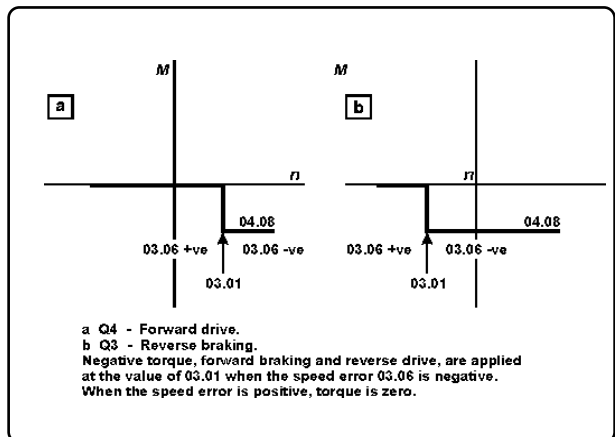 M
M
a
b
n
n
04.08
04.08
03.06 +ve
03.06 -ve
03.06 +ve
03.06 -ve
03.01
03.01
a Q4 - Forward drive.
b Q3 - Reverse braking.
Negative torque, forward braking and reverse drive, are applied
at the value of 03.01 when the speed error 03.06 is negative.
When the speed error is positive, torque is zero.